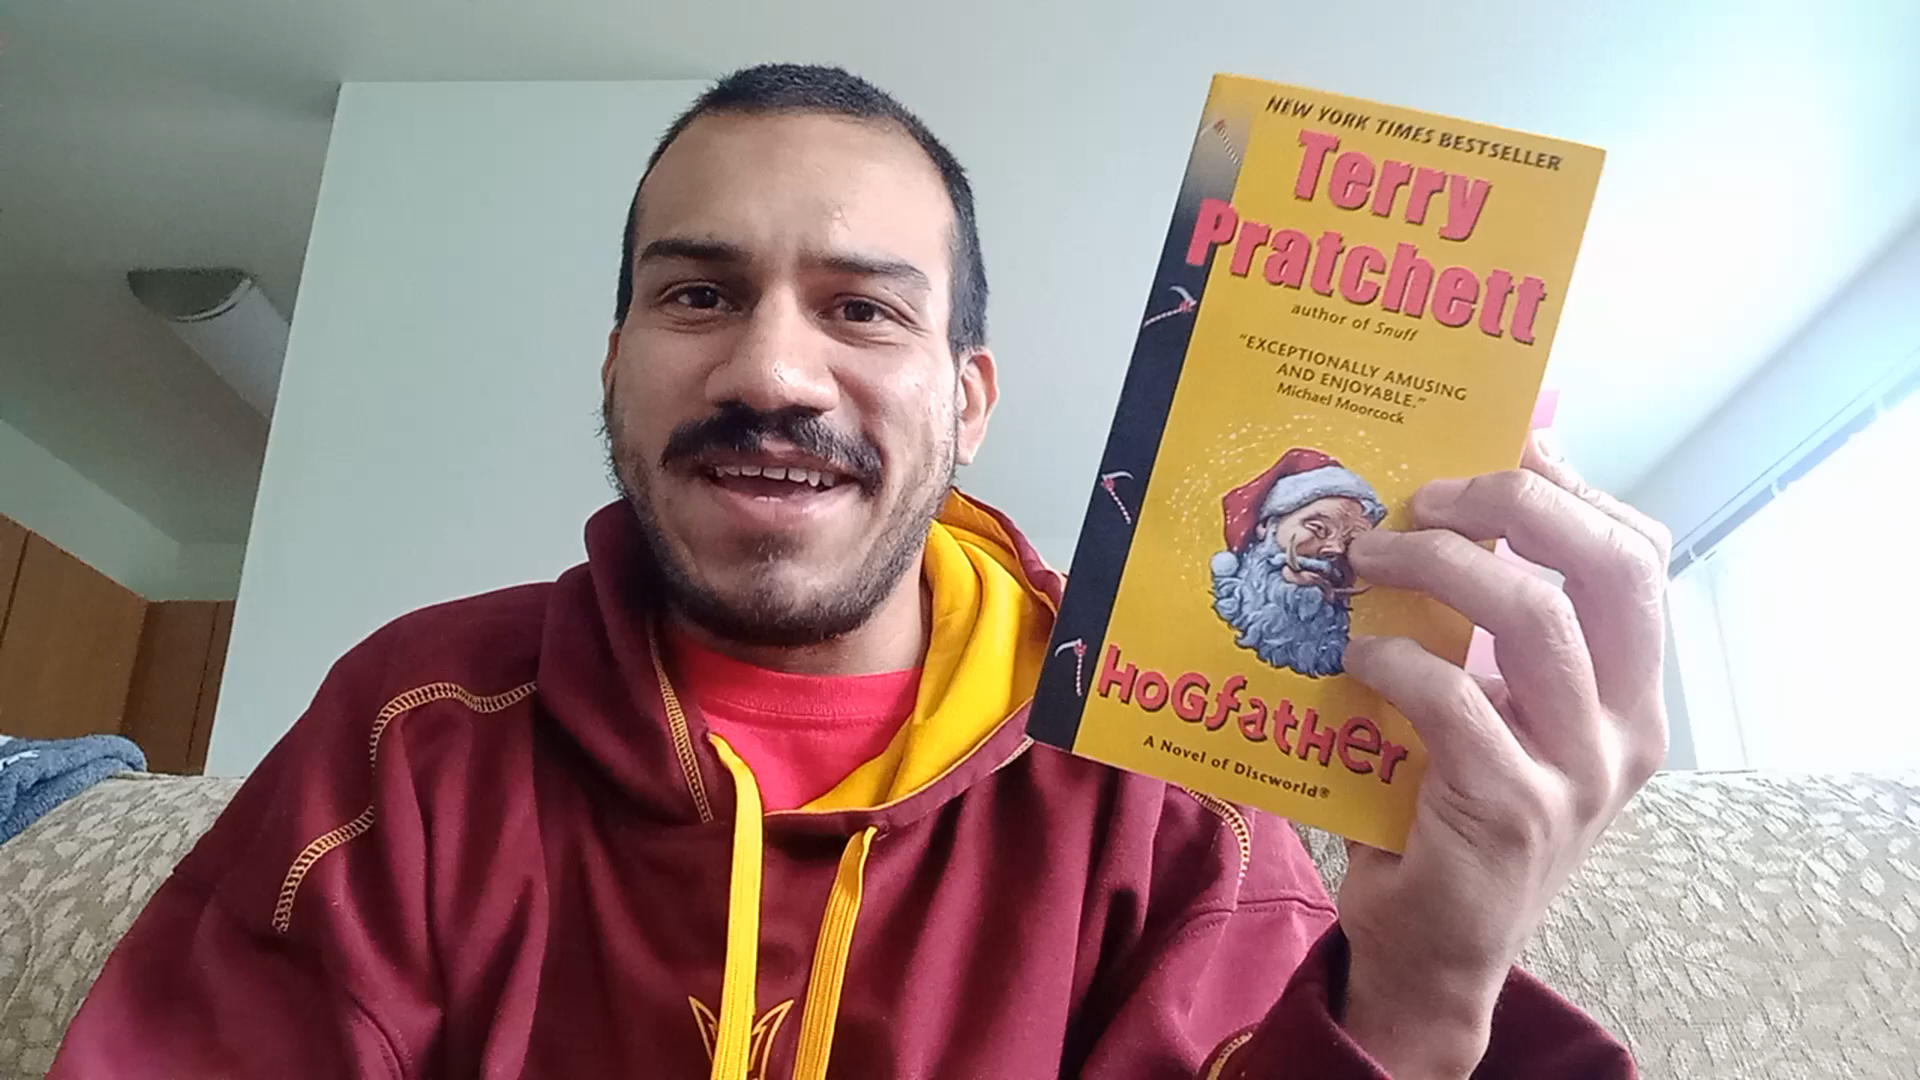 NEW YORK TIMES BESTSELLER
Terry
Pratchett
author of Snuff
“EXCEPTIONALLY AMUSING
AND ENJOYABLE.”
Michael Moorcock
HOGfatHer
A Novel of Discworld®